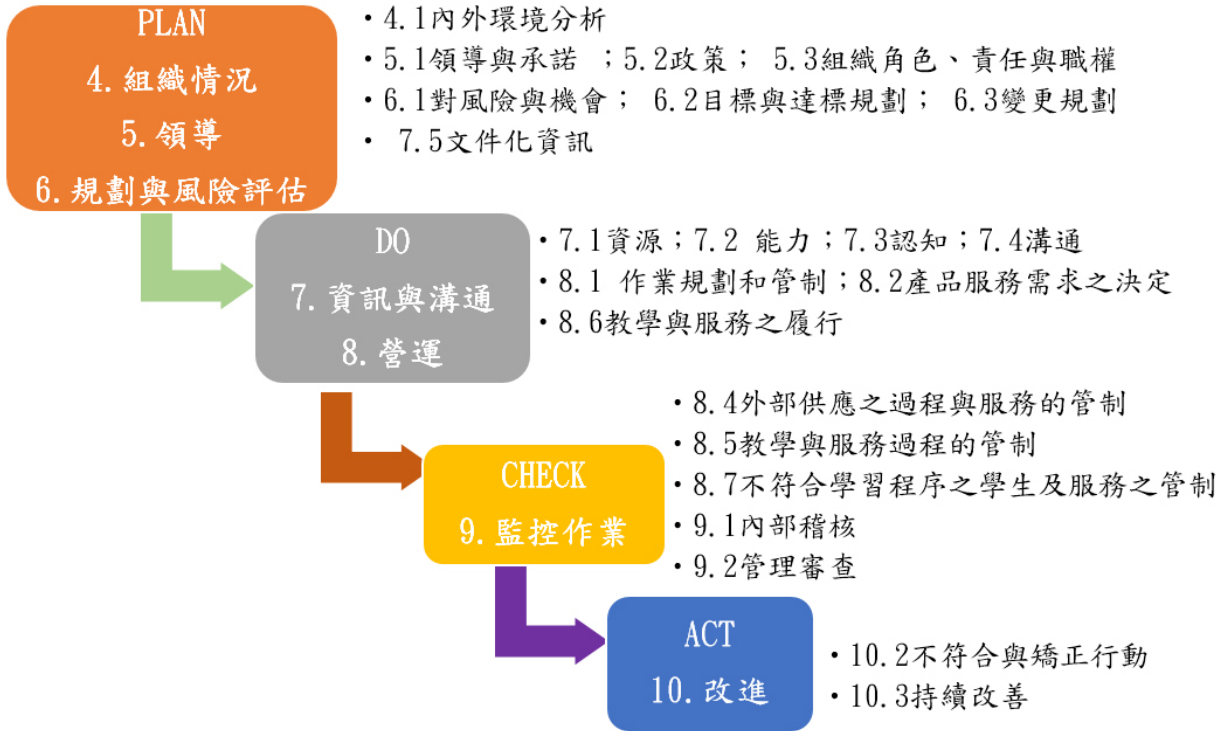 PLAN
4.組織情況
5.領導
6.規劃與風險評估
・4.1內外環境分析
・5.1領導與承諾 ；5.2政策； 5.3組織角色、責任與職權
・6.1對風險與機會； 6.2目標與達標規劃； 6.3變更規劃
・ 7.5文件化資訊
DO
7.資訊與溝通
8.營運
・7.1資源；7.2 能力；7.3認知；7.4溝通
・8.1 作業規劃和管制；8.2產品服務需求之決定
・8.6教學與服務之履行
CHECK
9.監控作業
・8.4外部供應之過程與服務的管制
・8.5教學與服務過程的管制
・8.7不符合學習程序之學生及服務之管制
・9.1內部稽核
・9.2管理審查
ACT
10.改進
・10.2不符合與矯正行動
・10.3持續改善